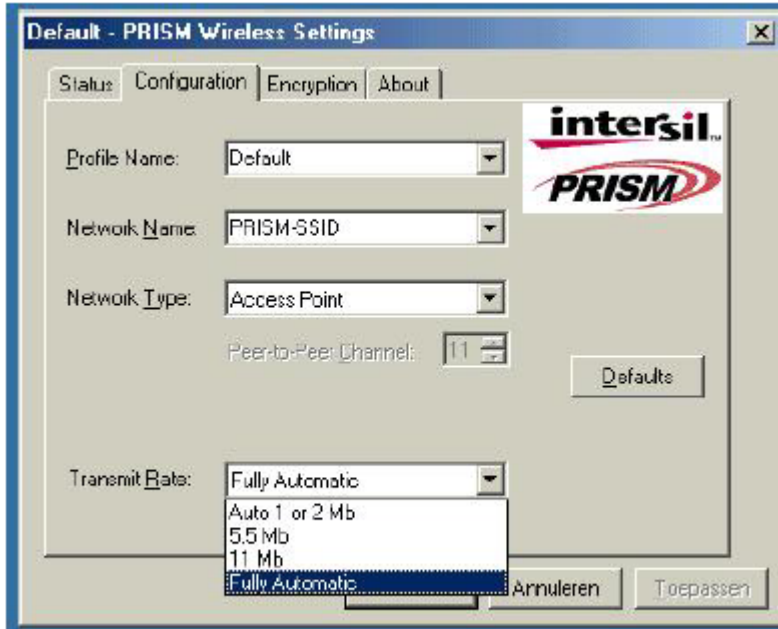 Default - PRISM Wireless Settings
Status Configuration Encryption About
intersil™
PRISM
Profile Name: Default
Network Name: PRISM-SSID
Network Type: Access Point
Peer-to-Peer Channel: 11
Defaults
Transmit Rate: Fully Automatic
Auto 1 or 2 Mb
5.5 Mb
11 Mb
Fully Automatic
Annuleren Toepassen